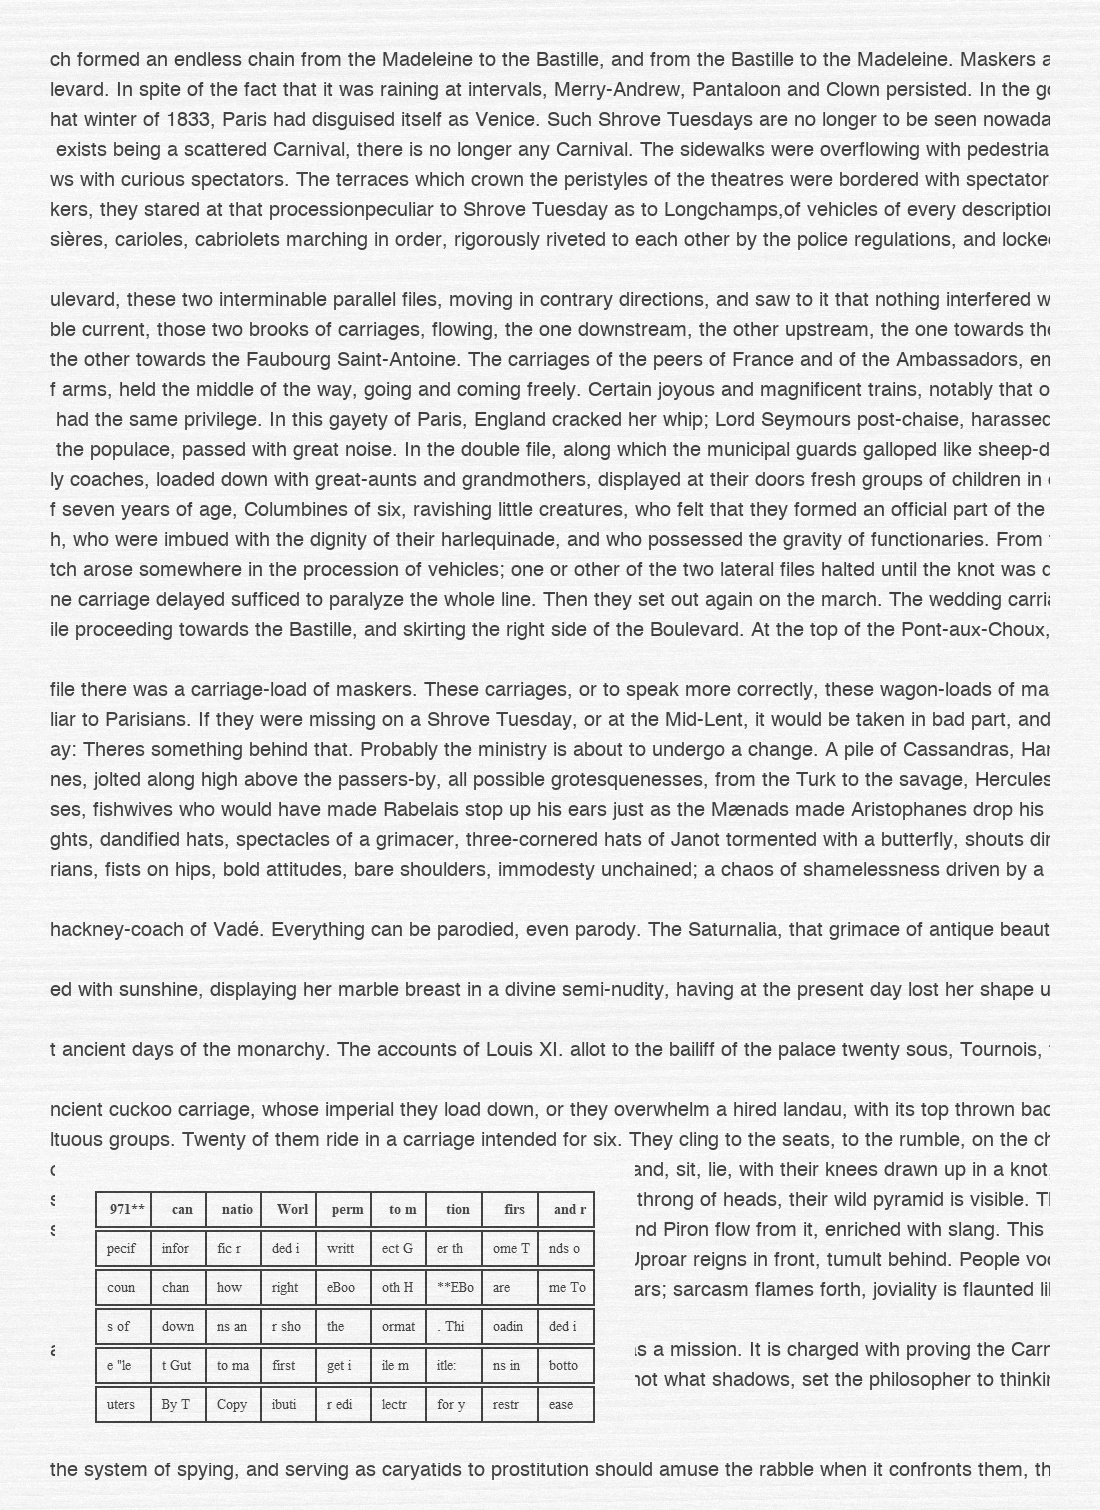 ch formed an endless chain from the Madeleine to the Bastille, and from the Bastille to the Madeleine. Maskers a
levard. In spite of the fact that it was raining at intervals, Merry-Andrew, Pantaloon and Clown persisted. In the go
hat winter of 1833, Paris had disguised itself as Venice. Such Shrove Tuesdays are no longer to be seen nowada
exists being a scattered Carnival, there is no longer any Carnival. The sidewalks were overflowing with pedestria
ws with curious spectators. The terraces which crown the peristyles of the theatres were bordered with spectator
kers, they stared at that processionpeculiar to Shrove Tuesday as to Longchamps,of vehicles of every description
sières, carioles, cabriolets marching in order, rigorously riveted to each other by the police regulations, and locked
ulevard, these two interminable parallel files, moving in contrary directions, and saw to it that nothing interfered w
ble current, those two brooks of carriages, flowing, the one downstream, the other upstream, the one towards the
the other towards the Faubourg Saint-Antoine. The carriages of the peers of France and of the Ambassadors, em
f arms, held the middle of the way, going and coming freely. Certain joyous and magnificent trains, notably that o
had the same privilege. In this gayety of Paris, England cracked her whip; Lord Seymours post-chaise, harassed
the populace, passed with great noise. In the double file, along which the municipal guards galloped like sheep-d
ly coaches, loaded down with great-aunts and grandmothers, displayed at their doors fresh groups of children in
f seven years of age, Columbines of six, ravishing little creatures, who felt that they formed an official part of the
h, who were imbued with the dignity of their harlequinade, and who possessed the gravity of functionaries. From
tch arose somewhere in the procession of vehicles; one or other of the two lateral files halted until the knot was d
ne carriage delayed sufficed to paralyze the whole line. Then they set out again on the march. The wedding carria
ile proceeding towards the Bastille, and skirting the right side of the Boulevard. At the top of the Pont-aux-Choux,
file there was a carriage-load of maskers. These carriages, or to speak more correctly, these wagon-loads of ma
liar to Parisians. If they were missing on a Shrove Tuesday, or at the Mid-Lent, it would be taken in bad part, and
ay: Theres something behind that. Probably the ministry is about to undergo a change. A pile of Cassandras, Har
nes, jolted along high above the passers-by, all possible grotesquenesses, from the Turk to the savage, Hercules
ses, fishwives who would have made Rabelais stop up his ears just as the Mænads made Aristophanes drop his
ghts, dandified hats, spectacles of a grimacer, three-cornered hats of Janot tormented with a butterfly, shouts dir
rians, fists on hips, bold attitudes, bare shoulders, immodesty unchained; a chaos of shamelessness driven by a
hackney-coach of Vadé. Everything can be parodied, even parody. The Saturnalia, that grimace of antique beaut
ed with sunshine, displaying her marble breast in a divine semi-nudity, having at the present day lost her shape u
t ancient days of the monarchy. The accounts of Louis XI. allot to the bailiff of the palace twenty sous, Tournois,
ncient cuckoo carriage, whose imperial they load down, or they overwhelm a hired landau, with its top thrown bac
ltuous groups. Twenty of them ride in a carriage intended for six. They cling to the seats, to the rumble, on the ch
and, sit, lie, with their knees drawn up in a knot,
throng of heads, their wild pyramid is visible. Th
nd Piron flow from it, enriched with slang. This
Uproar reigns in front, tumult behind. People voc
ars; sarcasm flames forth, joviality is flaunted li
as a mission. It is charged with proving the Carn
not what shadows, set the philosopher to thinkin
971** can natio Worl perm to m tion firs and r
pecif infor fic r ded i writt ect G er th ome T nds o
coun chan how right eBoo oth H **EBo are me To
s of down ns an r sho the ormat . Thi oadin ded i
e "le t Gut to ma first get i ile m itle: ns in botto
uters By T Copy ibuti r edi lectr for y restr ease
the system of spying, and serving as caryatids to prostitution should amuse the rabble when it confronts them, th